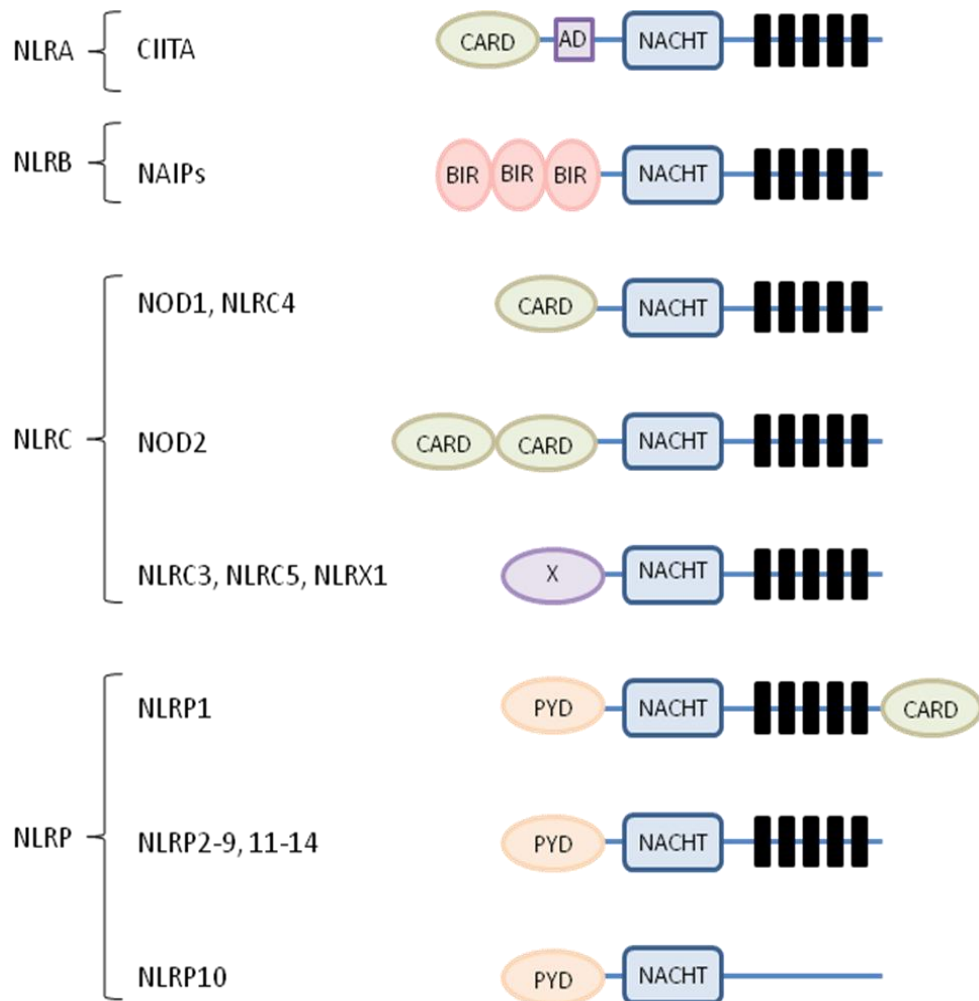 NLRA CIITA CARD AD NACHT
NLRB NAIPs BIR BIR BIR NACHT
NOD1, NLRC4 CARD NACHT
NLRC NOD2 CARD CARD NACHT
NLRC3, NLRC5, NLRX1 X NACHT
NLRP1 PYD NACHT CARD
NLRP NLRP2-9, 11-14 PYD NACHT
NLRP10 PYD NACHT